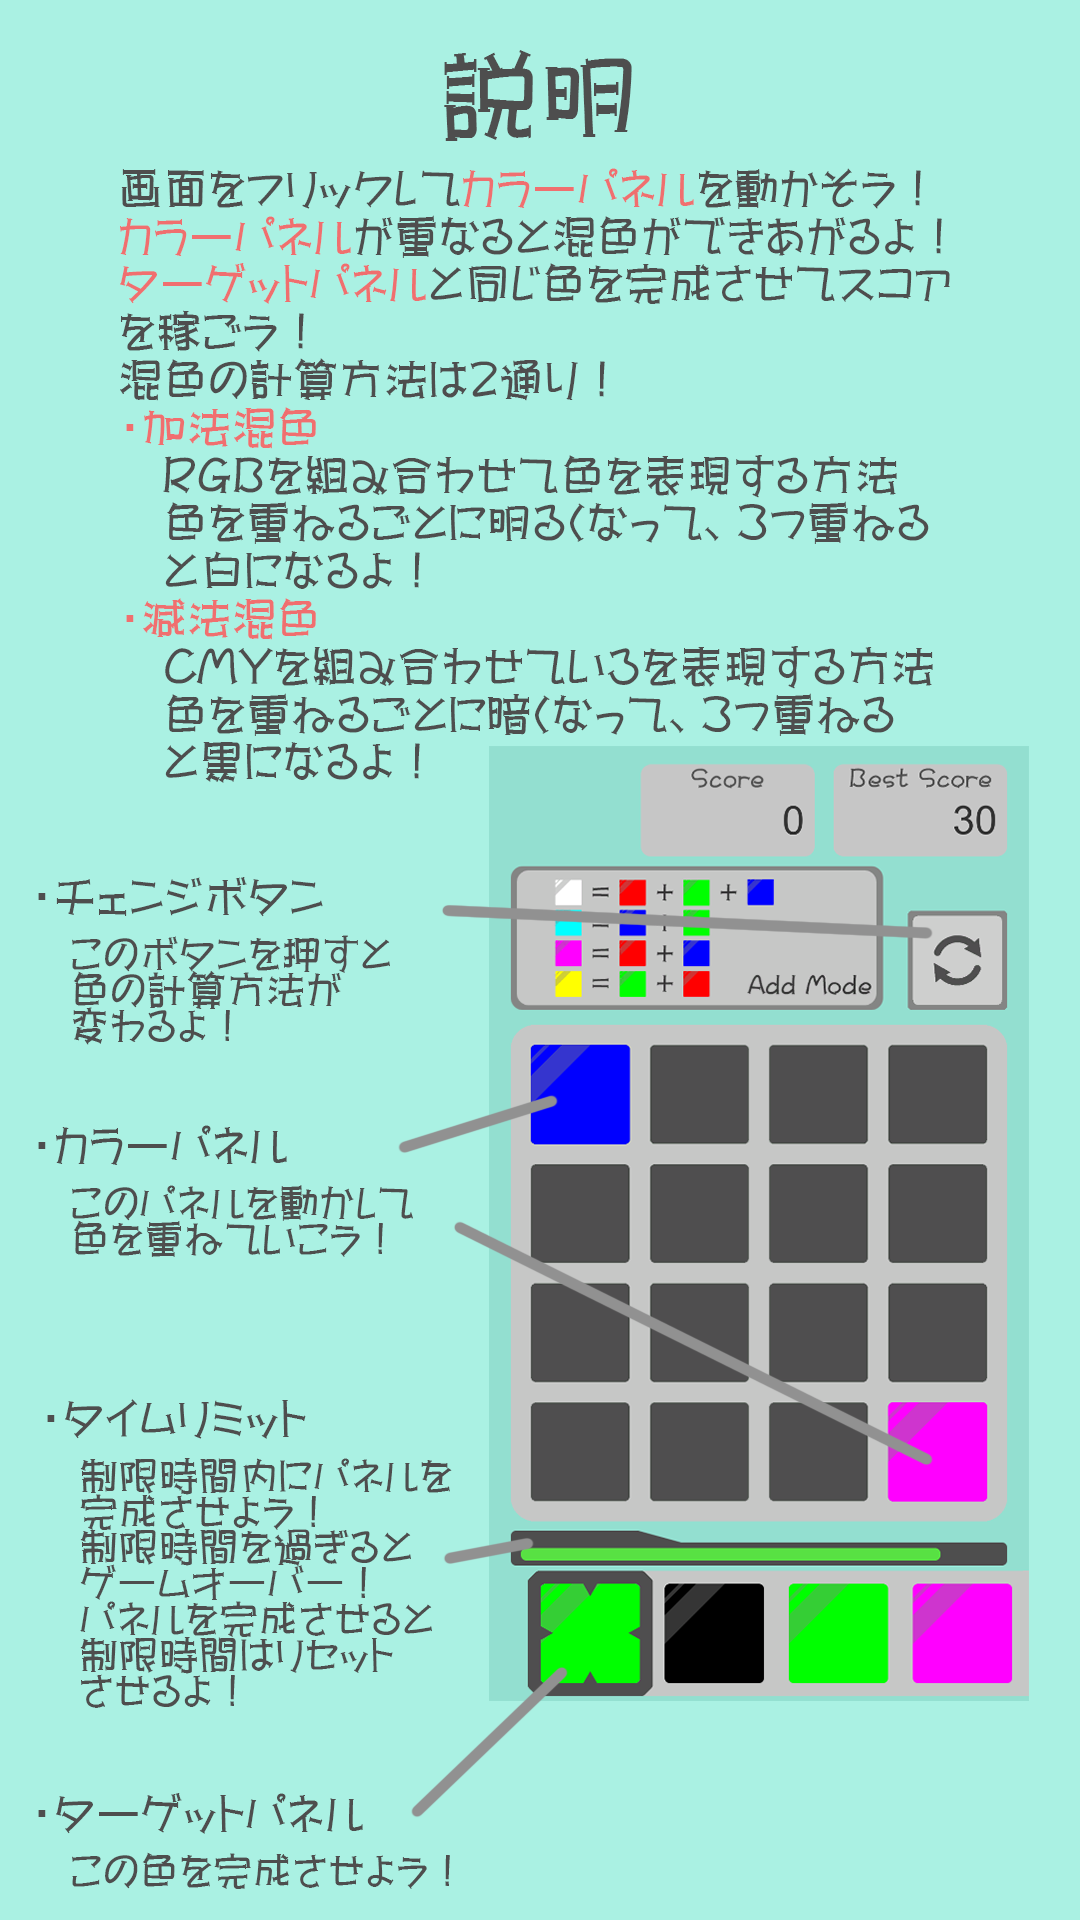 説明
画面をフリックしてカラーパネルを動かそう！
カラーパネルが重なると混色ができあがるよ！
ターゲットパネルと同じ色を完成させてスコア
を稼ごう！
混色の計算方法は2通り！
・加法混色
RGBを組み合わせて色を表現する方法
色を重ねるごとに明るくなって、3つ重ねる
と白になるよ！
・減法混色
CMYを組み合わせていろを表現する方法
色を重ねるごとに暗くなって、3つ重ねる
と黒になるよ！
Score
0
Best Score
30
= + +
= +
= +
= +
Add Mode
・チェンジボタン
このボタンを押すと
色の計算方法が
変わるよ！
・カラーパネル
このパネルを動かして
色を重ねていこう！
・タイムリミット
制限時間内にパネルを
完成させよう！
制限時間を過ぎると
ゲームオーバー！
パネルを完成させると
制限時間はリセット
させるよ！
・ターゲットパネル
この色を完成させよう！